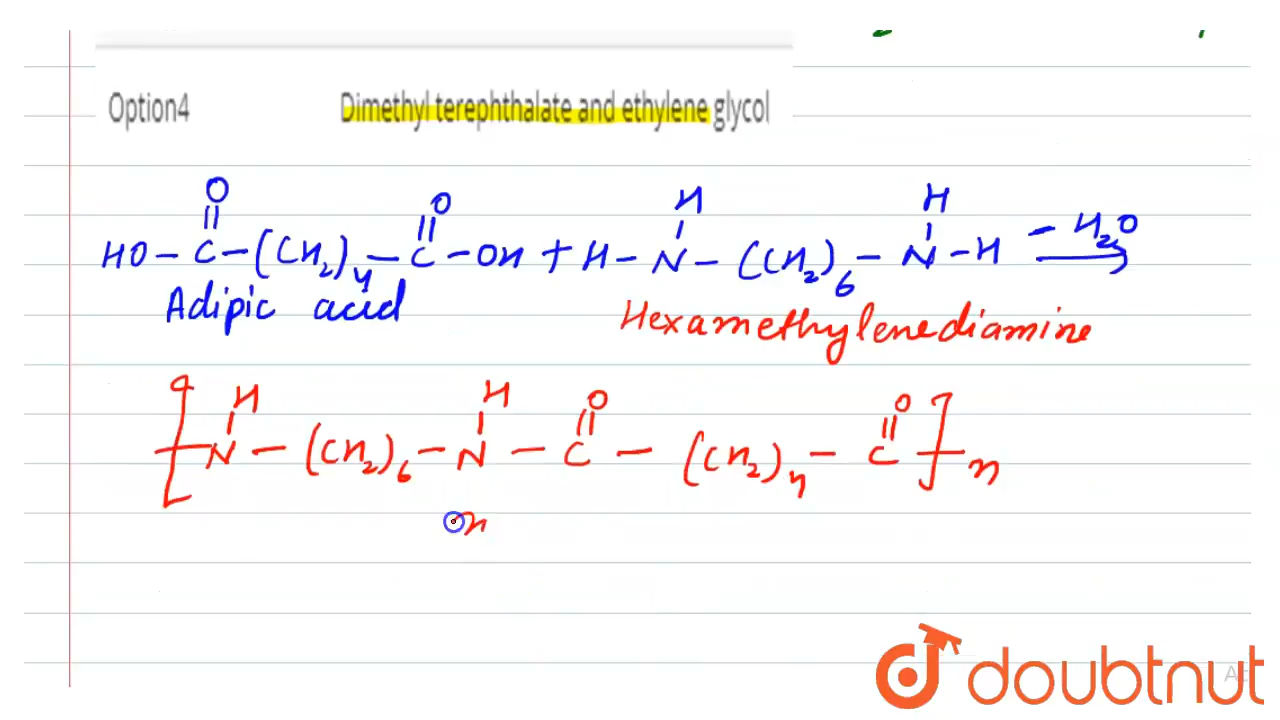 Option4 Dimethyl terephthalate and ethylene glycol
O O H H
|| || | |
HO - C - (CH₂)₄ - C - OH + H - N - (CH₂)₆ - N - H - H₂O →
Adipic acid Hexamethylenediamine
H H O O
| | || ||
[ N - (CH₂)₆ - N - C - (CH₂)₄ - C ]n
doubtnut